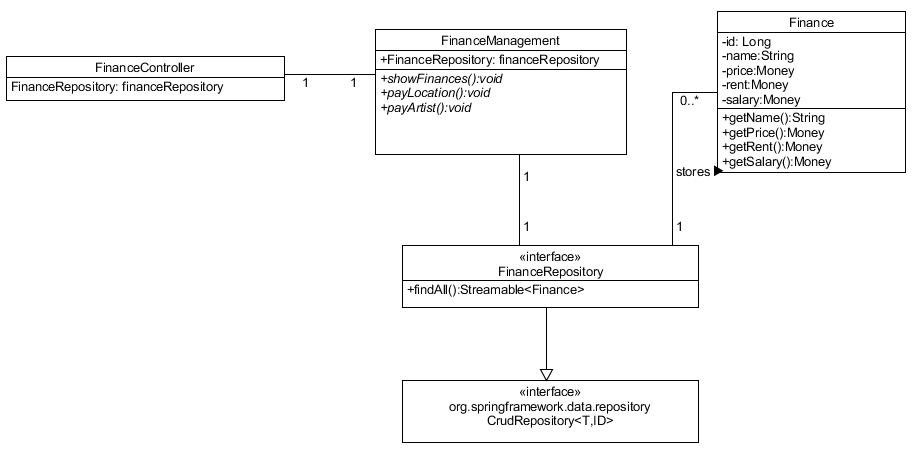 FinanceController
FinanceRepository: financeRepository
1
1
FinanceManagement
+FinanceRepository: financeRepository
+showFinances():void
+payLocation():void
+payArtist():void
Finance
-id: Long
-name:String
-price:Money
-rent:Money
-salary:Money
+getName():String
+getPrice():Money
+getRent():Money
+getSalary():Money
0..*
stores
1
1
1
«interface»
FinanceRepository
+findAll():Streamable<Finance>
«interface»
org.springframework.data.repository
CrudRepository<T,ID>